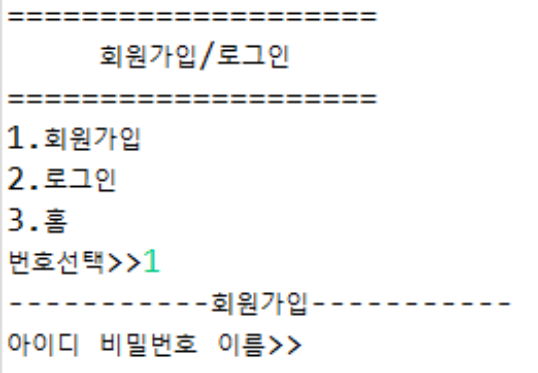 ====================
회원가입/로그인
====================
1.회원가입
2.로그인
3.홈
번호선택>>1
-----------회원가입-----------
아이디 비밀번호 이름>>